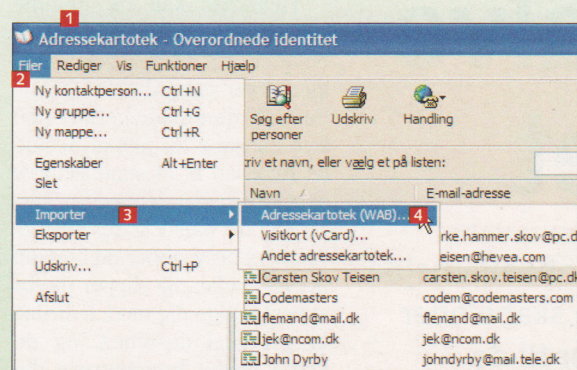 1
Adressekartotek - Overordnede identitet
Filer Rediger Vis Funktioner Hjælp
2
Ny kontaktperson... Ctrl+N
Ny gruppe... Ctrl+G
Ny mappe... Ctrl+R
Egenskaber Alt+Enter
Slet
Importer 3
Eksporter
Udskriv... Ctrl+P
Afslut
Søg efter personer
Udskriv
Handling
riv et navn, eller vælg et på listen:
Navn E-mail-adresse
Adressekartotek (WAB)... 4
Visitkort (vCard)...
Andet adressekartotek...
rke.hammer.skov@pc.d
eisen@hevea.com
Carsten Skov Teisen carsten.skov.teisen@pc.dk
Codemasters codem@codemasters.com
flemand@mail.dk flemand@mail.dk
jek@ncom.dk jek@ncom.dk
John Dyrby johndyrby@mail.tele.dk